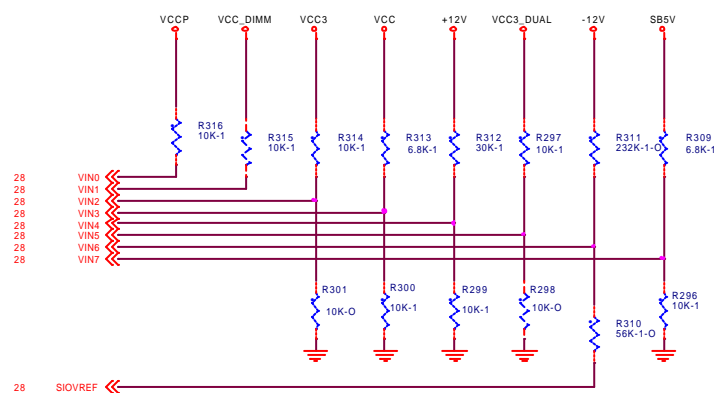 VCCP VCC_DIMM VCC3 VCC +12V VCC3_DUAL -12V SB5V
R316
10K-1
R315
10K-1
R314
10K-1
R313
6.8K-1
R312
30K-1
R297
10K-1
R311
232K-1-O
R309
6.8K-1
28 VIN0
28 VIN1
28 VIN2
28 VIN3
28 VIN4
28 VIN5
28 VIN6
28 VIN7
R301
10K-O
R300
10K-1
R299
10K-1
R298
10K-O
R310
56K-1-O
R296
10K-1
28 SIOVREF